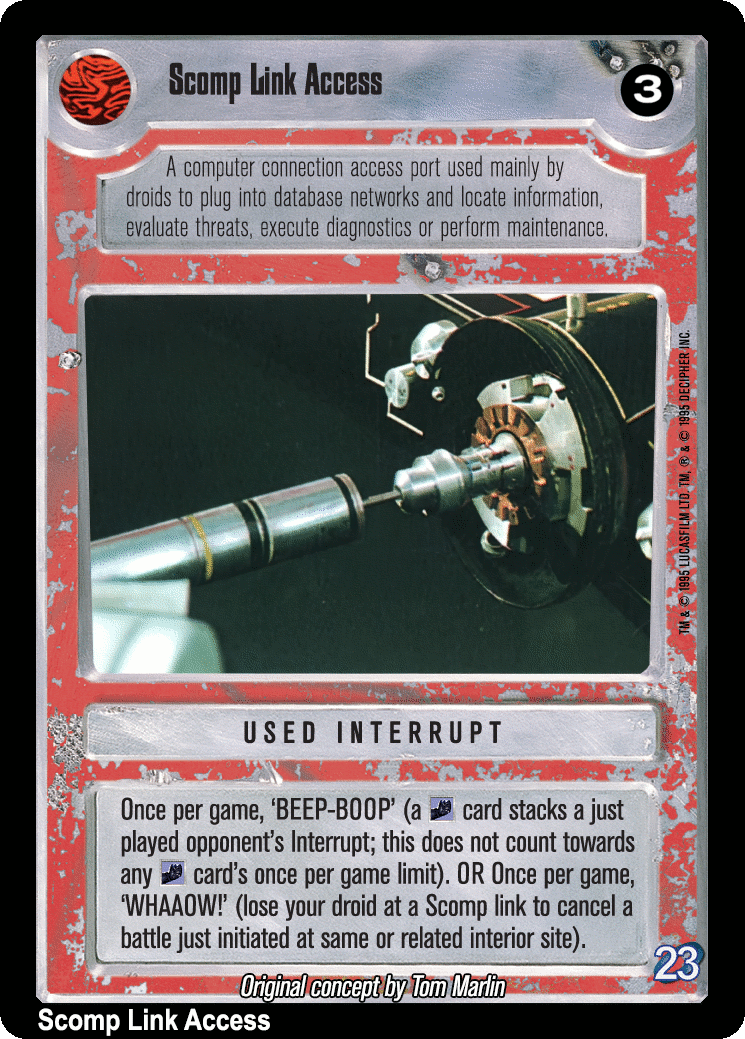 Scomp Link Access
3
A computer connection access port used mainly by
droids to plug into database networks and locate information,
evaluate threats, execute diagnostics or perform maintenance.
TM & © 1995 LUCASFILM LTD. TM, ® & © 1995 DECIPHER INC.
USED INTERRUPT
Once per game, ‘BEEP-BOOP’ (a card stacks a just
played opponent’s Interrupt; this does not count towards
any card’s once per game limit). OR Once per game,
‘WHAAOW!’ (lose your droid at a Scomp link to cancel a
battle just initiated at same or related interior site).
23
Original concept by Tom Marlin
Scomp Link Access